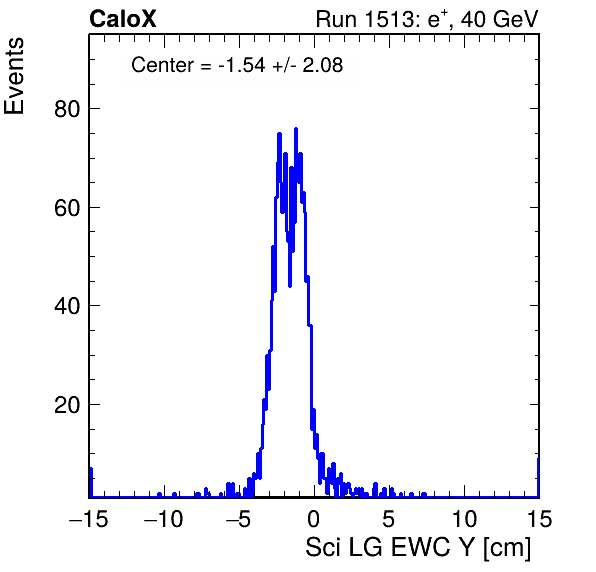 CaloX Run 1513: e⁺, 40 GeV
Center = -1.54 +/- 2.08
Events
80
60
40
20
−15 −10 −5 0 5 10 15
Sci LG EWC Y [cm]